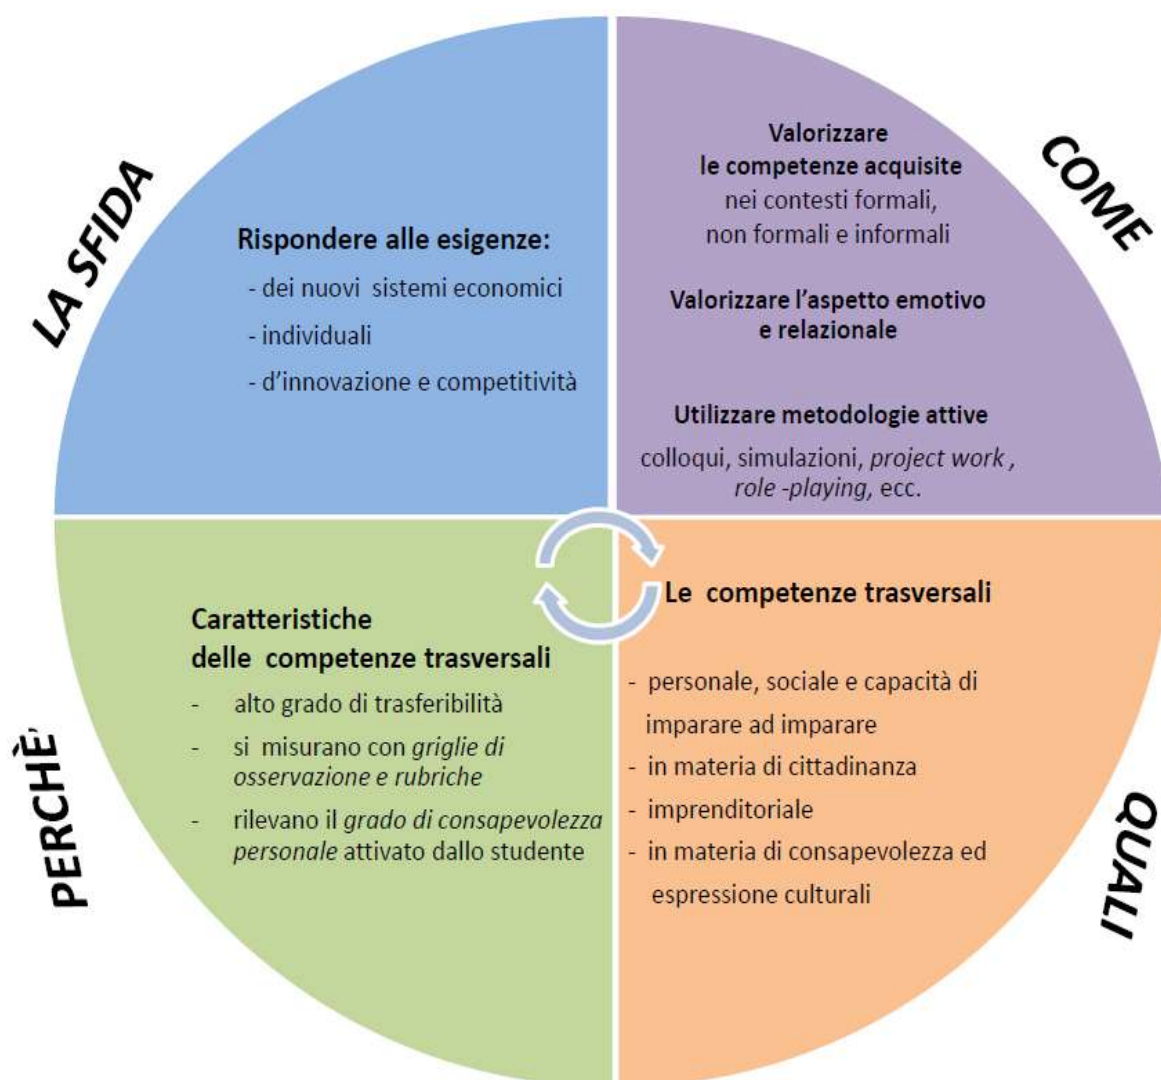 LA SFIDA
Rispondere alle esigenze:
- dei nuovi sistemi economici
- individuali
- d’innovazione e competitività
COME
Valorizzare
le competenze acquisite
nei contesti formali,
non formali e informali
Valorizzare l’aspetto emotivo
e relazionale
Utilizzare metodologie attive
colloqui, simulazioni, project work ,
role -playing, ecc.
PERCHÈ
Caratteristiche
delle competenze trasversali
- alto grado di trasferibilità
- si misurano con griglie di
osservazione e rubriche
- rilevano il grado di consapevolezza
personale attivato dallo studente
QUALI
Le competenze trasversali
- personale, sociale e capacità di
imparare ad imparare
- in materia di cittadinanza
- imprenditoriale
- in materia di consapevolezza ed
espressione culturali